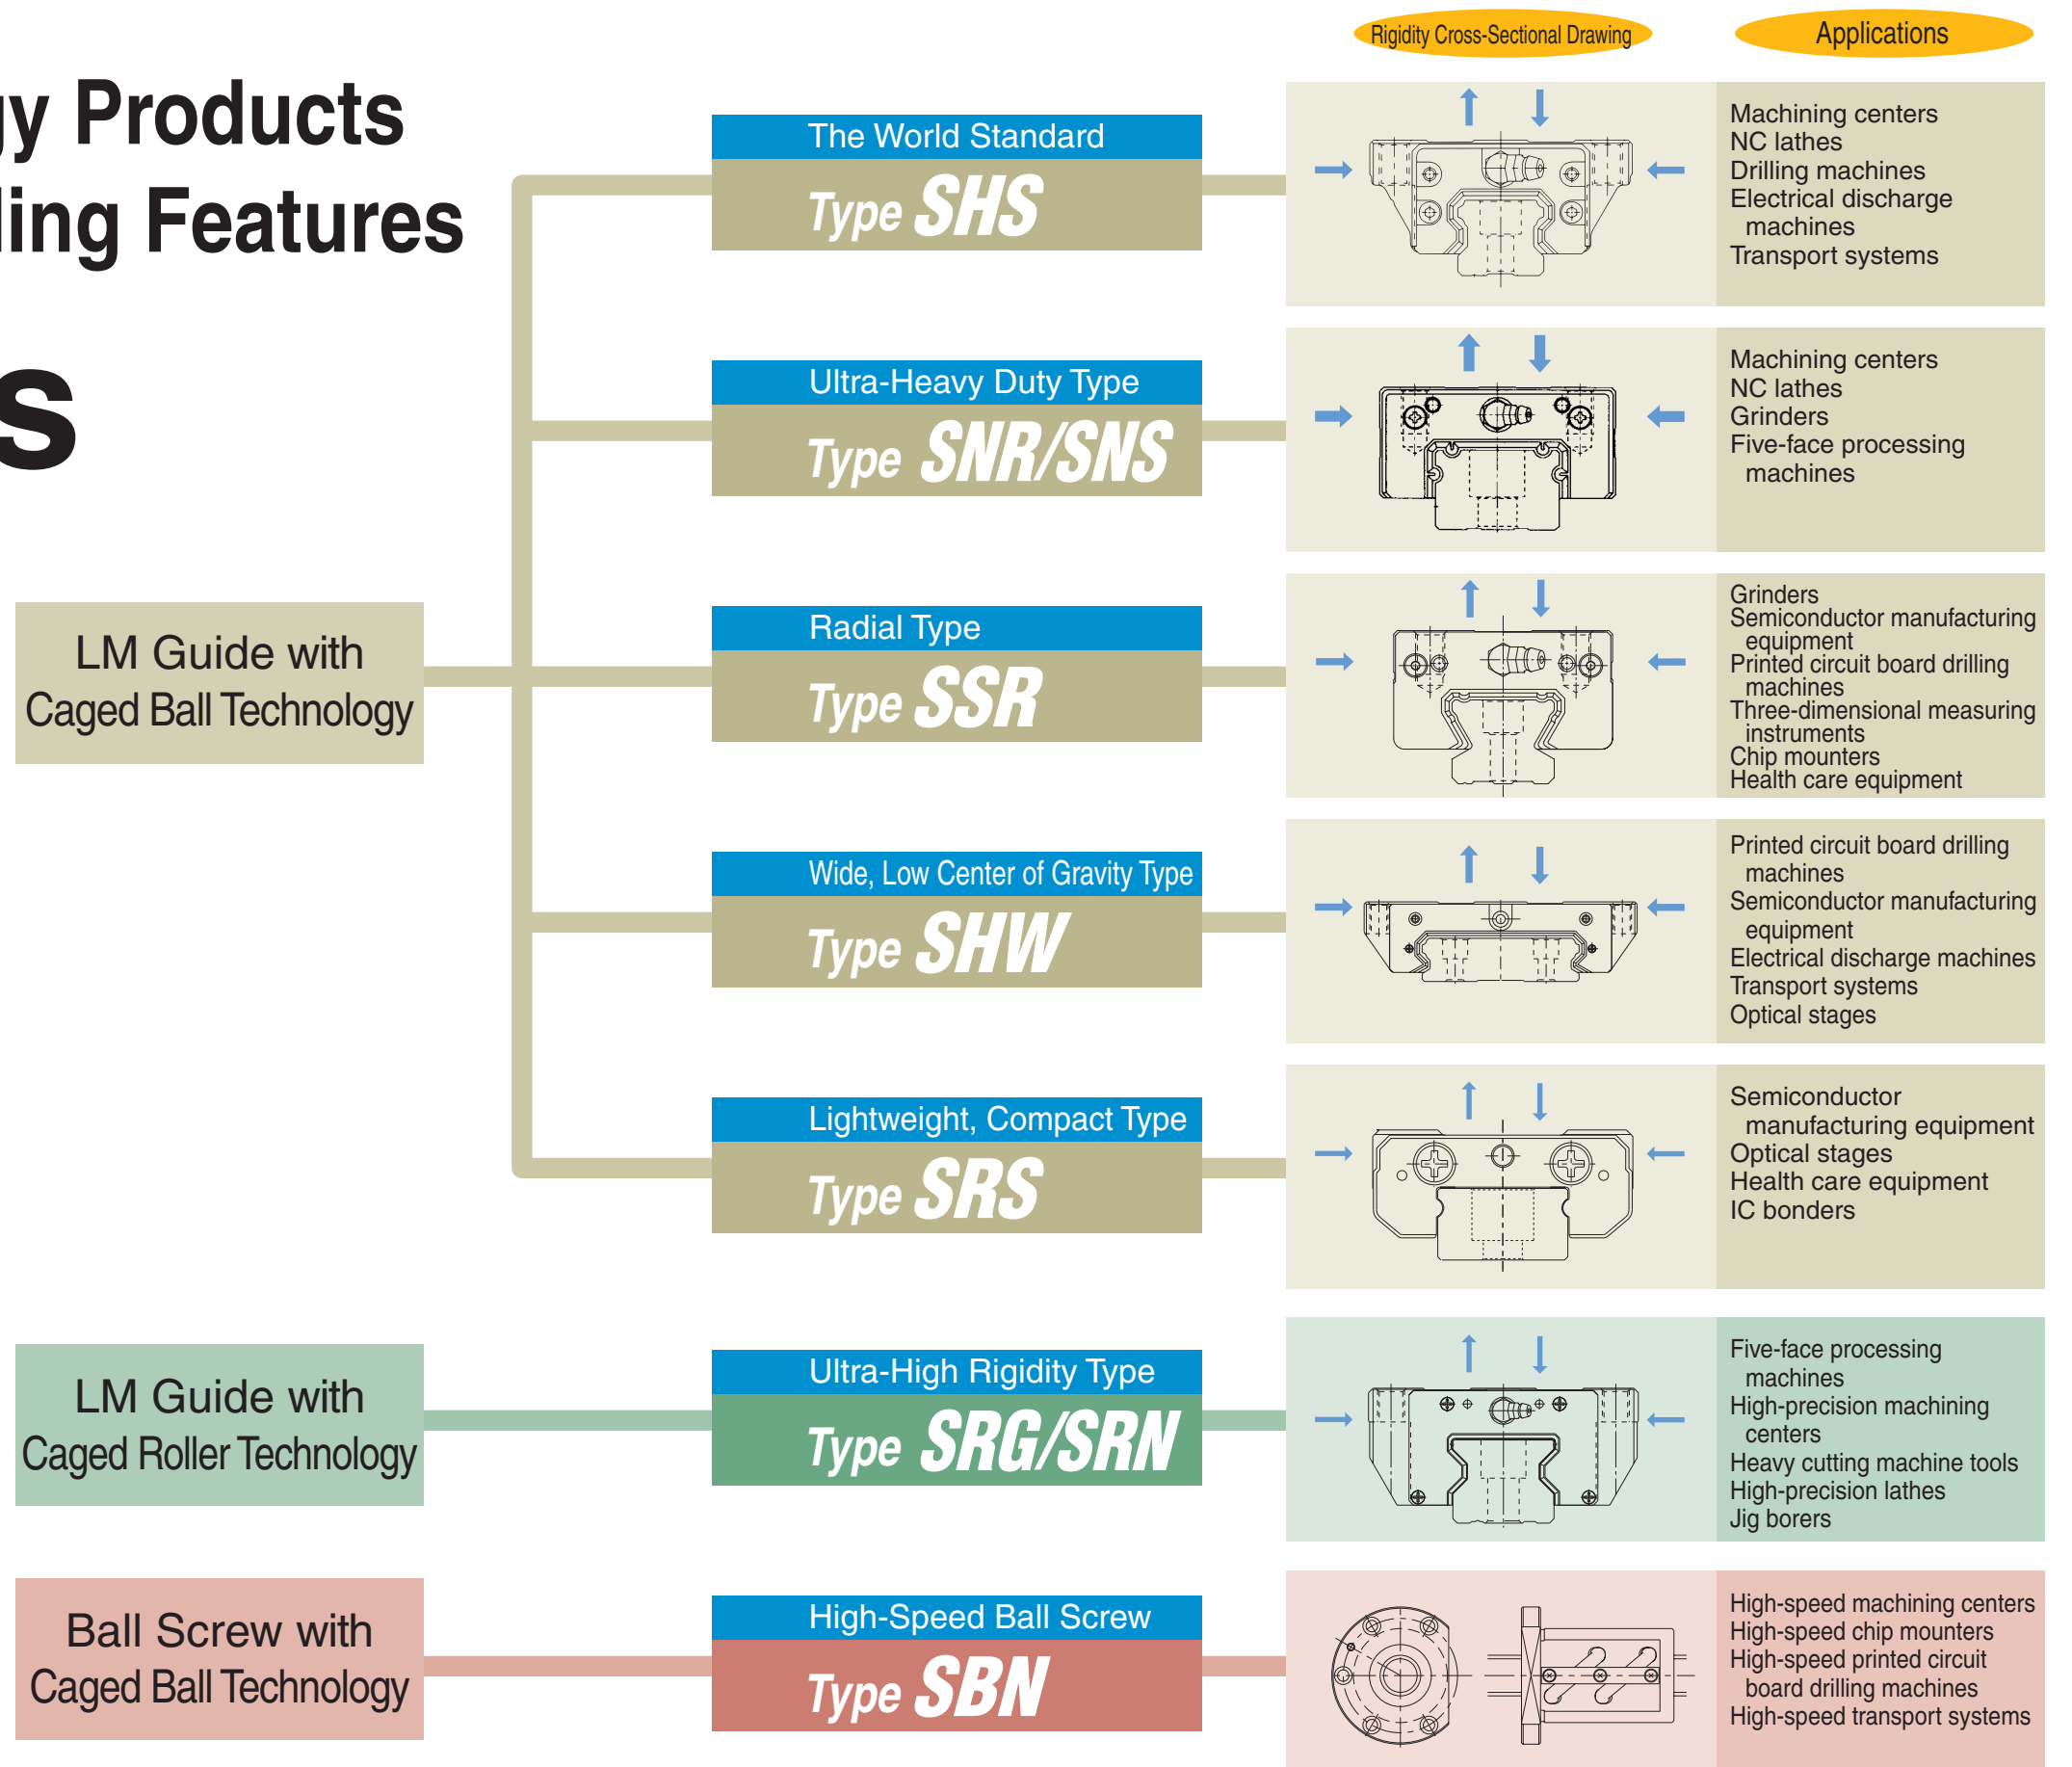 Rigidity Cross-Sectional Drawing
Applications
Products
Features
The World Standard
Type SHS
Machining centers
NC lathes
Drilling machines
Electrical discharge
machines
Transport systems
Ultra-Heavy Duty Type
Type SNR/SNS
Machining centers
NC lathes
Grinders
Five-face processing
machines
LM Guide with
Caged Ball Technology
Radial Type
Type SSR
Grinders
Semiconductor manufacturing
equipment
Printed circuit board drilling
machines
Three-dimensional measuring
instruments
Chip mounters
Health care equipment
Wide, Low Center of Gravity Type
Type SHW
Printed circuit board drilling
machines
Semiconductor manufacturing
equipment
Electrical discharge machines
Transport systems
Optical stages
Lightweight, Compact Type
Type SRS
Semiconductor
manufacturing equipment
Optical stages
Health care equipment
IC bonders
LM Guide with
Caged Roller Technology
Ultra-High Rigidity Type
Type SRG/SRN
Five-face processing
machines
High-precision machining
centers
Heavy cutting machine tools
High-precision lathes
Jig borers
Ball Screw with
Caged Ball Technology
High-Speed Ball Screw
Type SBN
High-speed machining centers
High-speed chip mounters
High-speed printed circuit
board drilling machines
High-speed transport systems